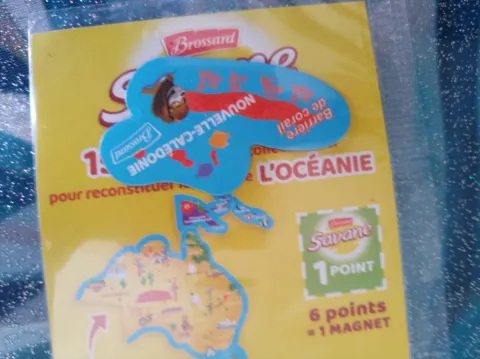 Brossard
Savane
Barrière
de corail
NOUVELLE-CALÉDONIE
Brossard
15
pour reconstituer
L'OCÉANIE
Brossard
Savane
1 POINT
6 points
= 1 MAGNET